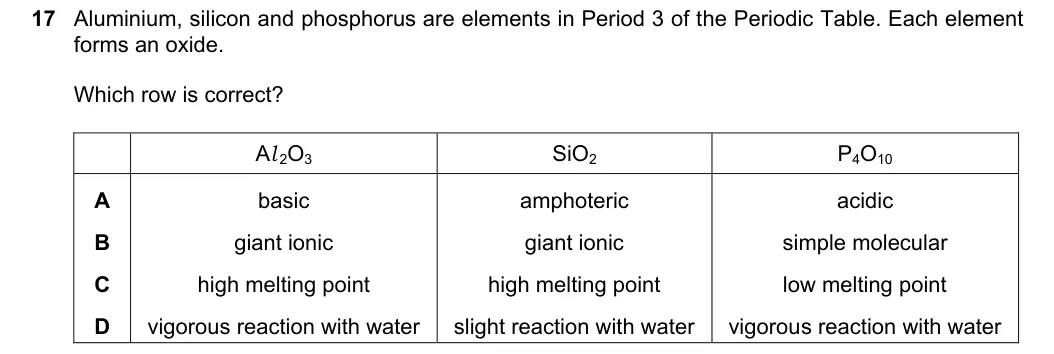 17 Aluminium, silicon and phosphorus are elements in Period 3 of the Periodic Table. Each element
forms an oxide.
Which row is correct?
Al₂O₃ SiO₂ P₄O₁₀
A basic amphoteric acidic
B giant ionic giant ionic simple molecular
C high melting point high melting point low melting point
D vigorous reaction with water slight reaction with water vigorous reaction with water